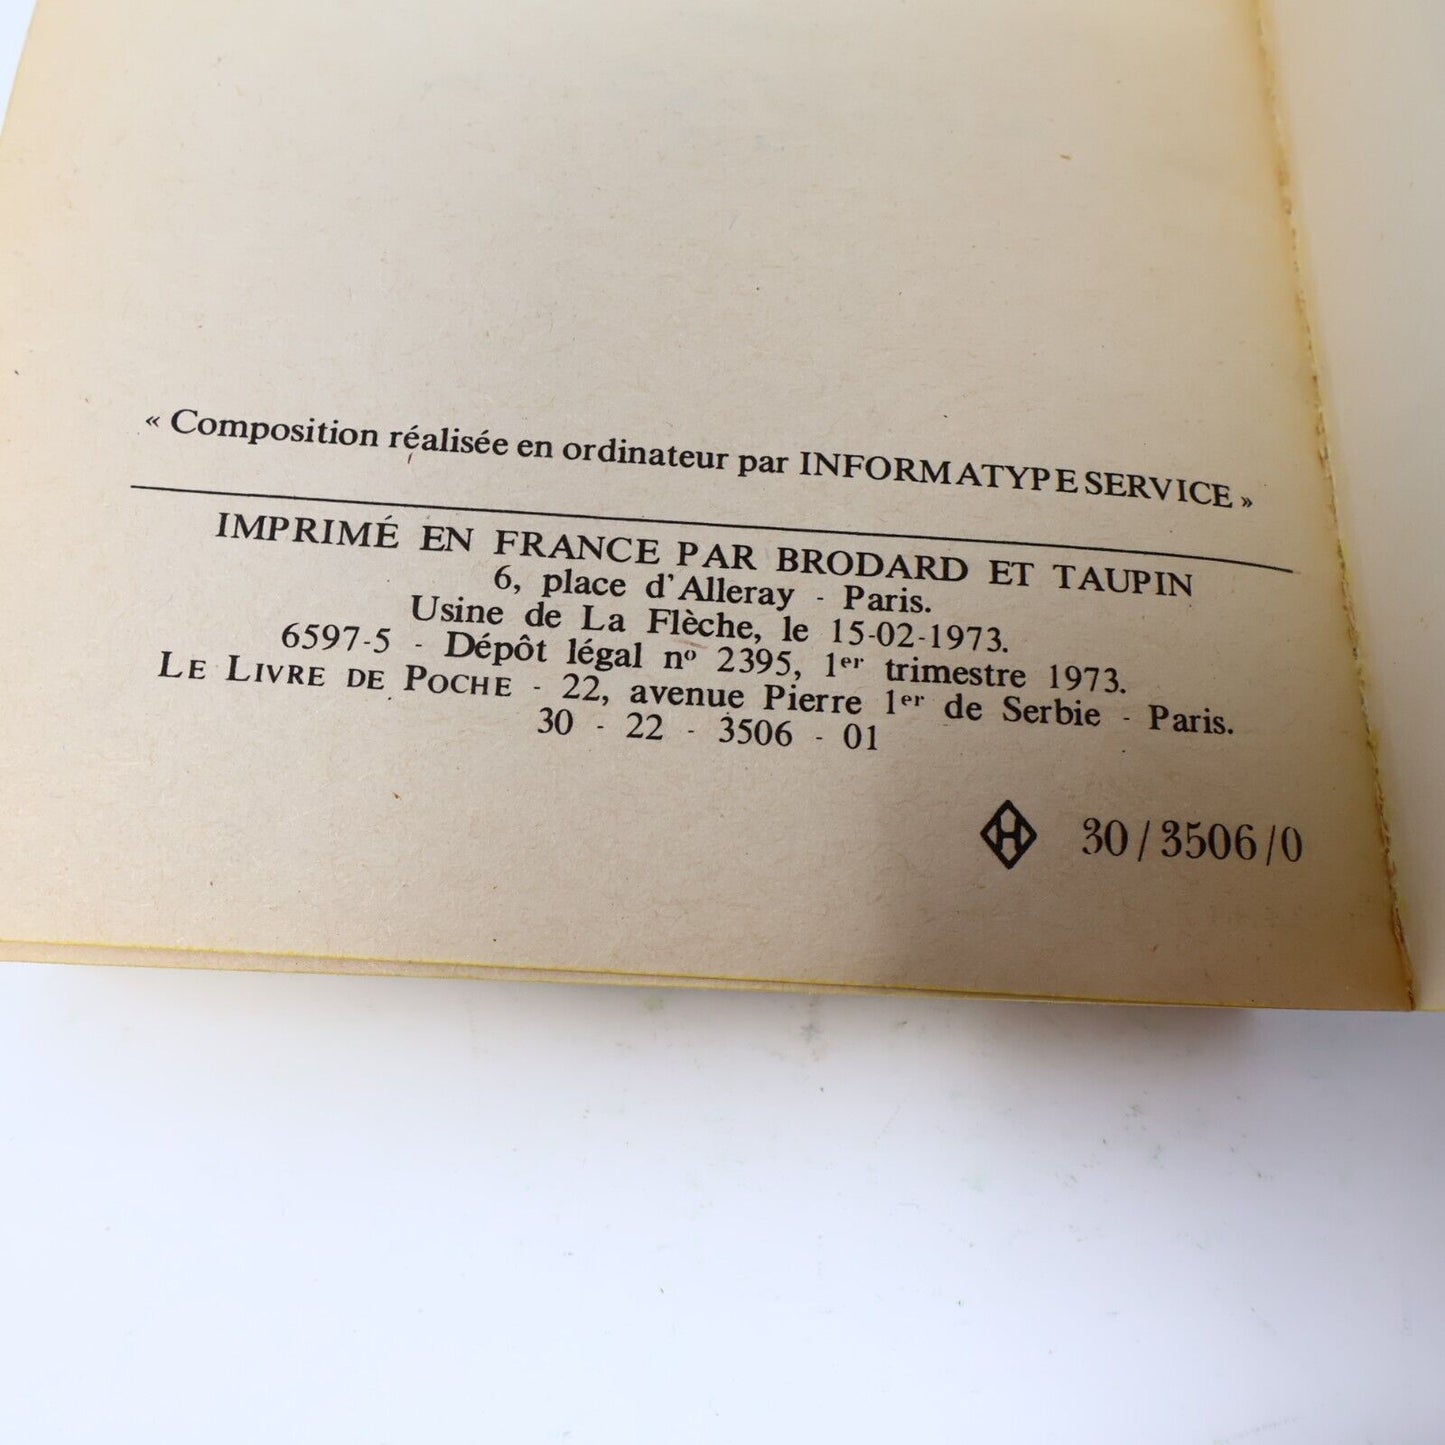 « Composition réalisée en ordinateur par INFORMATYPE SERVICE »
IMPRIMÉ EN FRANCE PAR BRODARD ET TAUPIN
6, place d'Alleray - Paris.
Usine de La Flèche, le 15-02-1973.
6597-5 - Dépôt légal nº 2395, 1er trimestre 1973.
LE LIVRE DE POCHE - 22, avenue Pierre 1er de Serbie - Paris.
30 - 22 - 3506 - 01
H 30/3506/0